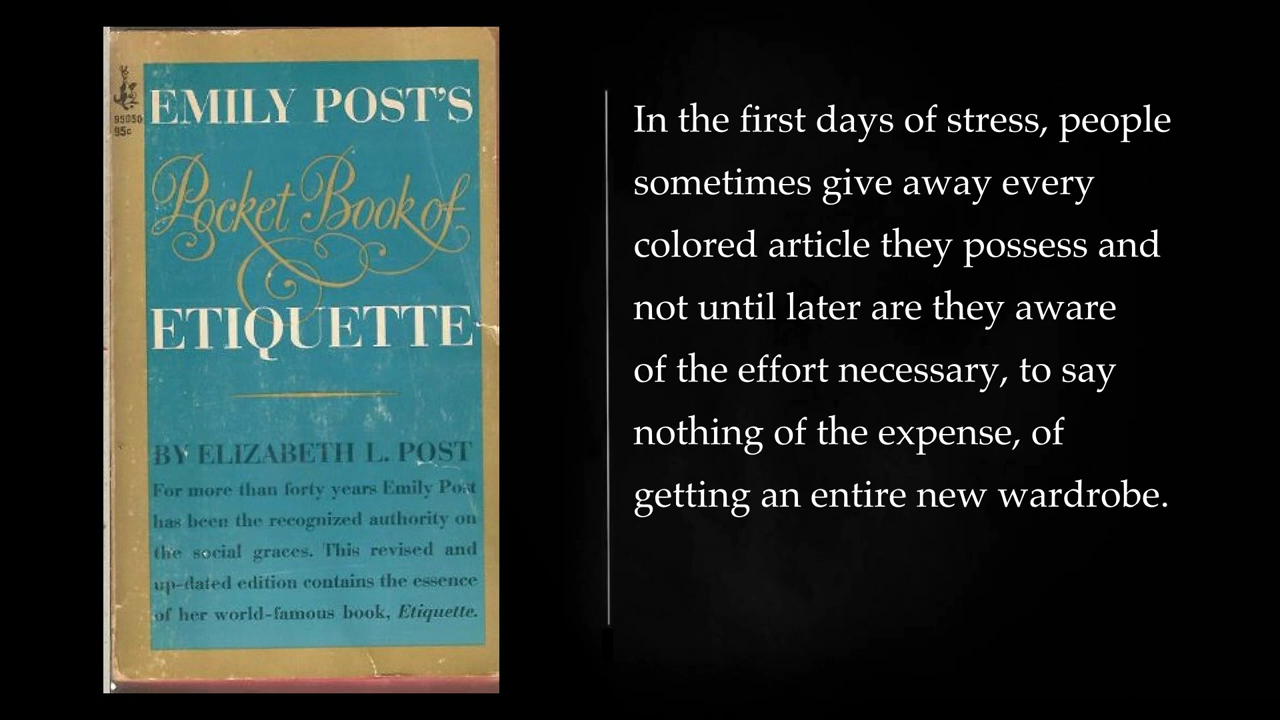 EMILY POST'S
Pocket Book of
ETIQUETTE
95050
95c
BY ELIZABETH L. POST
For more than forty years Emily Post
has been the recognized authority on
the social graces. This revised and
up-dated edition contains the essence
of her world-famous book, Etiquette.
In the first days of stress, people
sometimes give away every
colored article they possess and
not until later are they aware
of the effort necessary, to say
nothing of the expense, of
getting an entire new wardrobe.